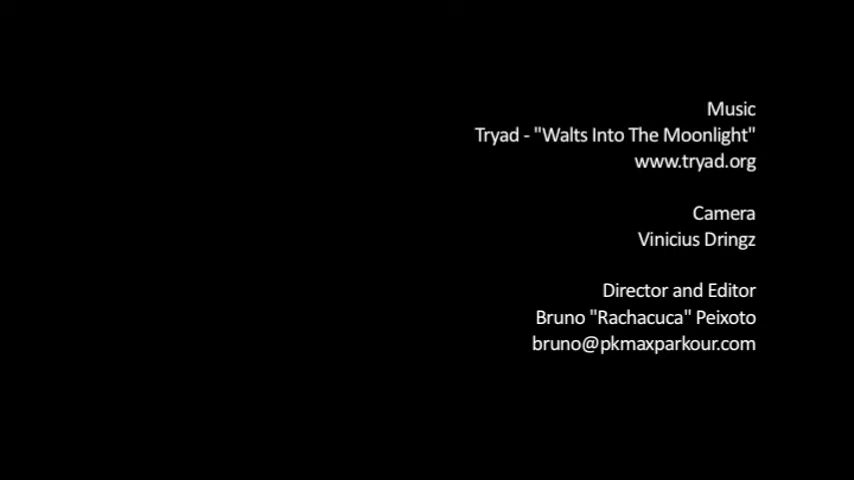 Music
Tryad - "Walts Into The Moonlight"
www.tryad.org
Camera
Vinicius Dringz
Director and Editor
Bruno "Rachacuca" Peixoto
bruno@pkmaxparkour.com